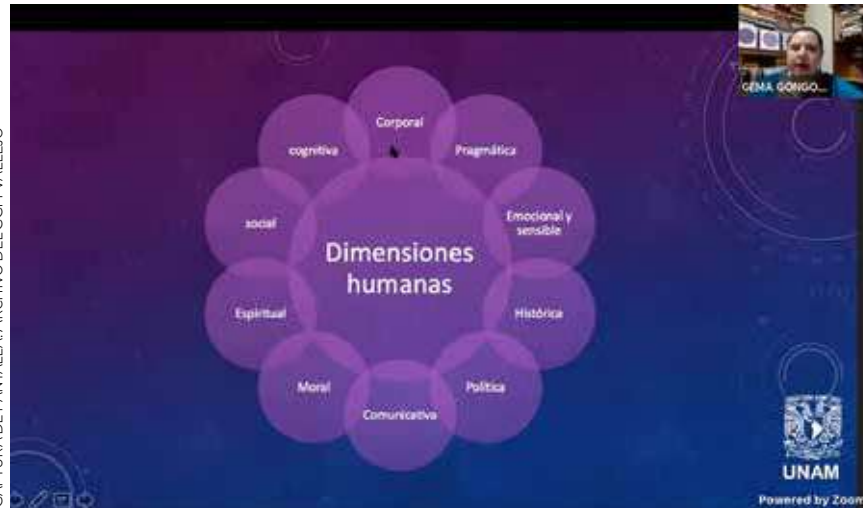 GEMA GONGO...
Corporal
cognitiva
Pragmática
social
Emocional y
sensible
Dimensiones
humanas
Espiritual
Histórica
Moral
Política
Comunicativa
UNAM
Powered by Zoom